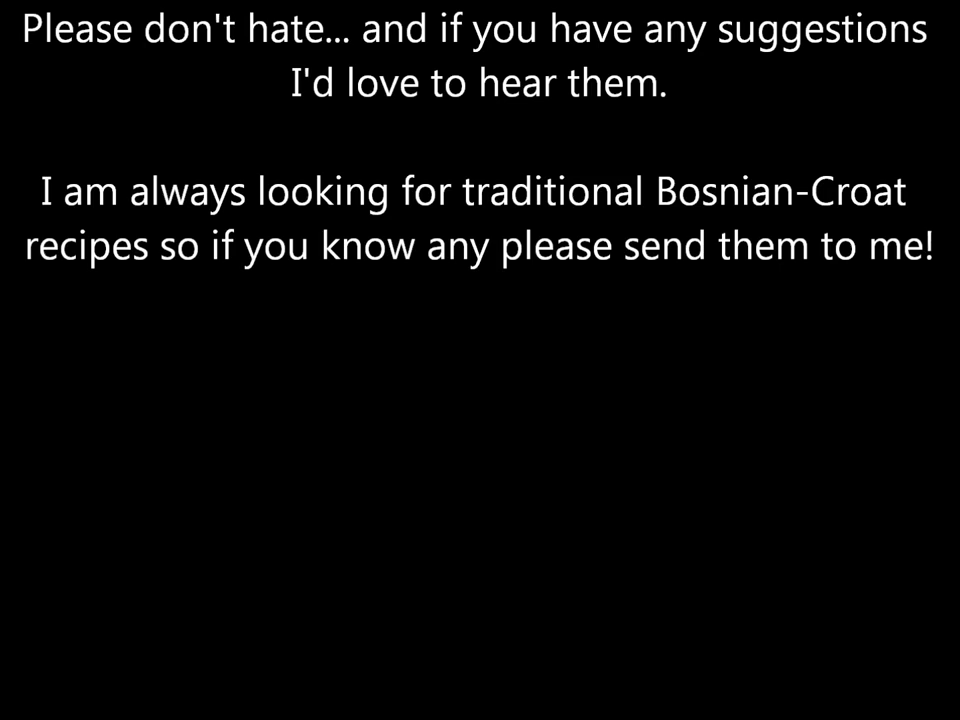 Please don't hate... and if you have any suggestions
I'd love to hear them.
I am always looking for traditional Bosnian-Croat
recipes so if you know any please send them to me!